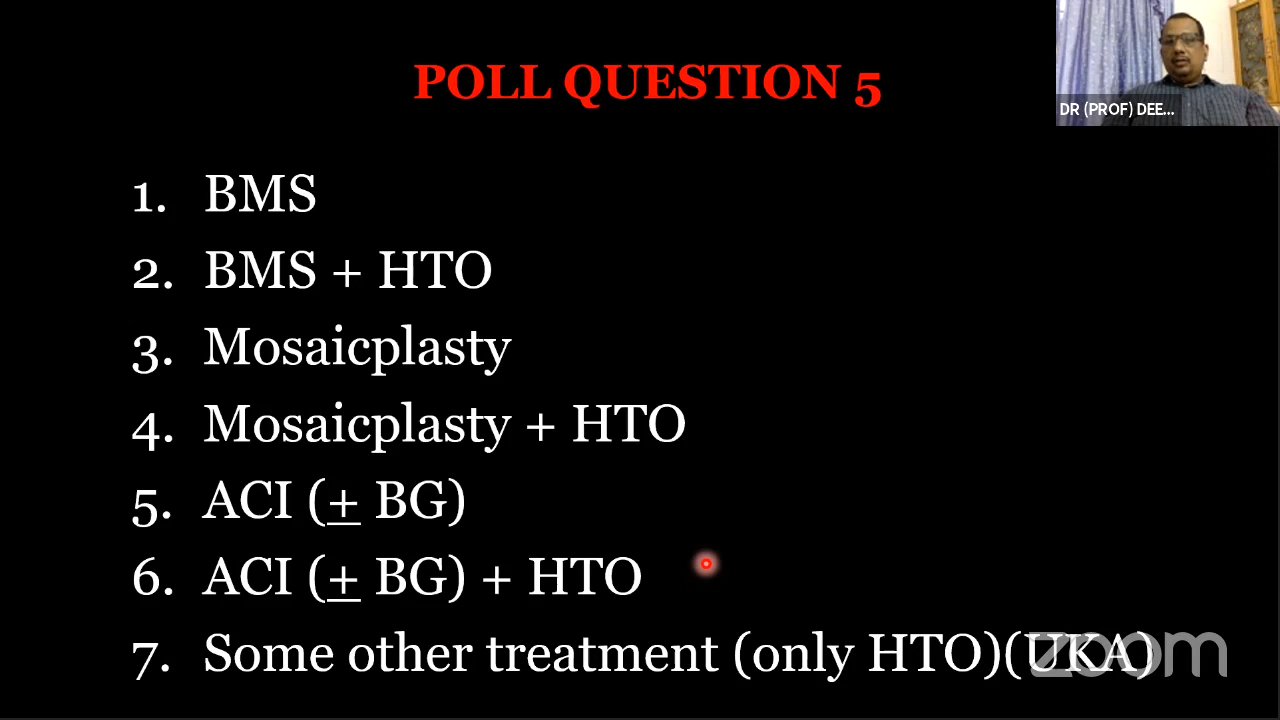 POLL QUESTION 5
DR (PROF) DEE...
1. BMS
2. BMS + HTO
3. Mosaicplasty
4. Mosaicplasty + HTO
5. ACI (+ BG)
6. ACI (+ BG) + HTO
7. Some other treatment (only HTO)(UKA)
zoom